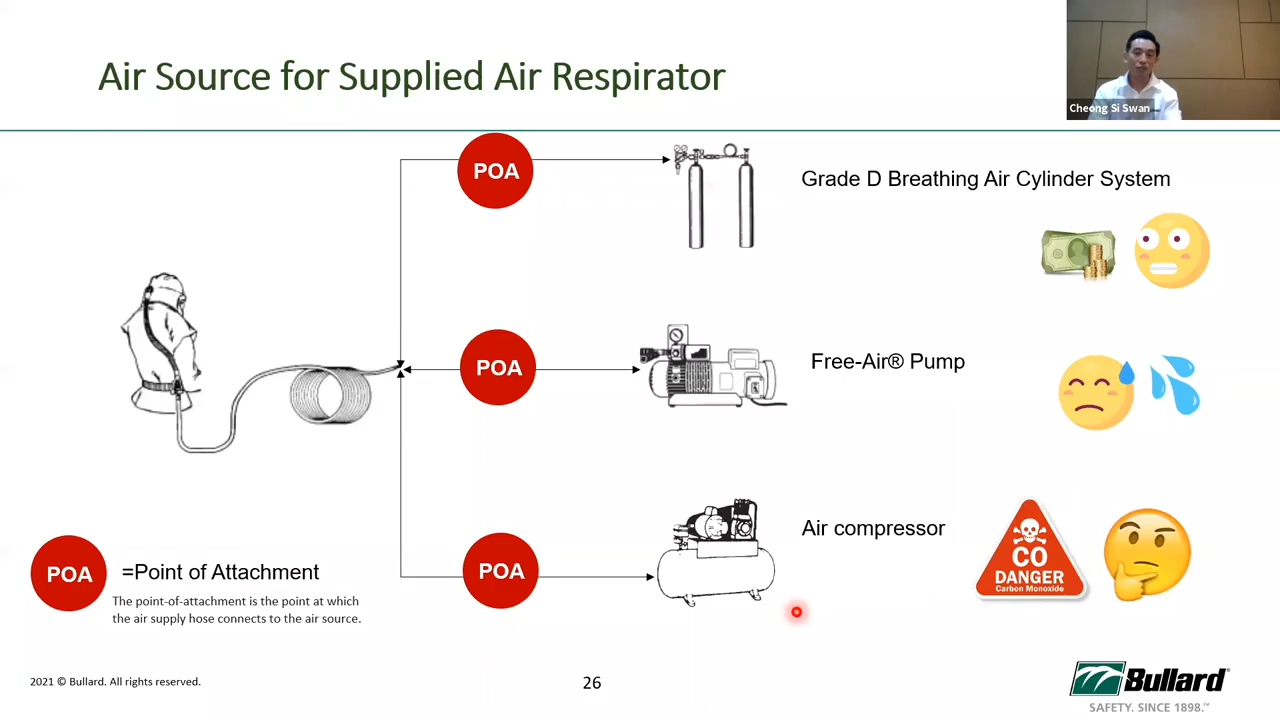 Air Source for Supplied Air Respirator
Cheong Si Swan
POA
Grade D Breathing Air Cylinder System
POA
Free-Air® Pump
POA
Air compressor
CO
DANGER
Carbon Monoxide
POA
=Point of Attachment
The point-of-attachment is the point at which
the air supply hose connects to the air source.
2021 © Bullard. All rights reserved.
26
Bullard®
SAFETY. SINCE 1898.™